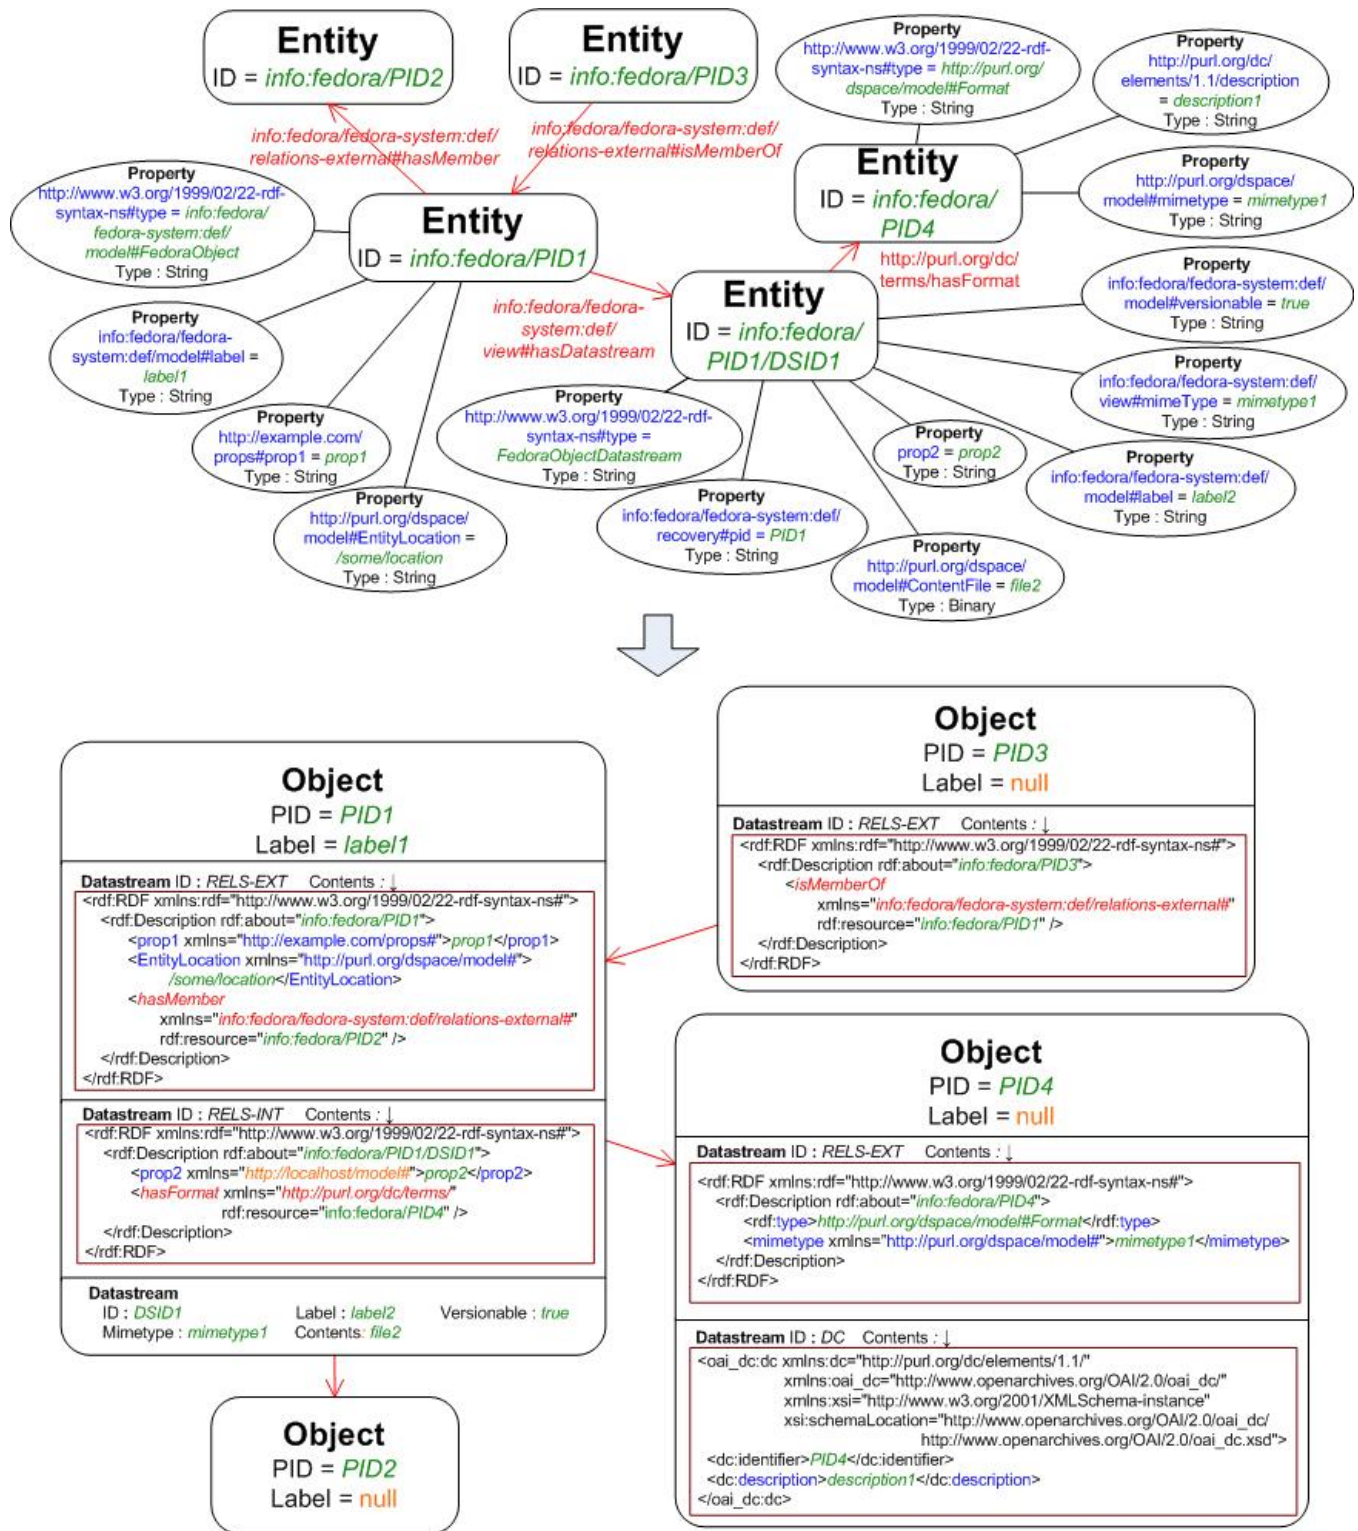 Entity
ID = info:fedora/PID2
Entity
ID = info:fedora/PID3
Property
http://www.w3.org/1999/02/22-rdf-
syntax-ns#type = http://purl.org/
dspace/model#Format
Type : String
Property
http://purl.org/dc/
elements/1.1/description
= description1
Type : String
info:fedora/fedora-system:def/
relations-external#hasMember
info:fedora/fedora-system:def/
relations-external#isMemberOf
Property
http://www.w3.org/1999/02/22-rdf-
syntax-ns#type = info:fedora/
fedora-system:def/
model#FedoraObject
Type : String
Entity
ID = info:fedora/PID1
Entity
ID = info:fedora/
PID4
Property
http://purl.org/dspace/
model#mimetype = mimetype1
Type : String
http://purl.org/dc/
terms/hasFormat
info:fedora/fedora-
system:def/
view#hasDatastream
Entity
ID = info:fedora/
PID1/DSID1
Property
info:fedora/fedora-system:def/
model#versionable = true
Type : String
Property
info:fedora/fedora-
system:def/model#label =
label1
Type : String
Property
info:fedora/fedora-system:def/
view#mimeType = mimetype1
Type : String
Property
http://example.com/
props#prop1 = prop1
Type : String
Property
http://www.w3.org/1999/02/22-rdf-
syntax-ns#type =
FedoraObjectDatastream
Type : String
Property
prop2 = prop2
Type : String
Property
info:fedora/fedora-system:def/
model#label = label2
Type : String
Property
http://purl.org/dspace/
model#EntityLocation =
/some/location
Type : String
Property
info:fedora/fedora-system:def/
recovery#pid = PID1
Type : String
Property
http://purl.org/dspace/
model#ContentFile = file2
Type : Binary
Object
PID = PID3
Label = null
Datastream ID : RELS-EXT Contents : ↓
<rdf:RDF xmlns:rdf="http://www.w3.org/1999/02/22-rdf-syntax-ns#">
<rdf:Description rdf:about="info:fedora/PID3">
<isMemberOf
xmlns="info:fedora/fedora-system:def/relations-external#"
rdf:resource="info:fedora/PID1" />
</rdf:Description>
</rdf:RDF>
Object
PID = PID1
Label = label1
Datastream ID : RELS-EXT Contents : ↓
<rdf:RDF xmlns:rdf="http://www.w3.org/1999/02/22-rdf-syntax-ns#">
<rdf:Description rdf:about="info:fedora/PID1">
<prop1 xmlns="http://example.com/props#">prop1</prop1>
<EntityLocation xmlns="http://purl.org/dspace/model#">
/some/location</EntityLocation>
<hasMember
xmlns="info:fedora/fedora-system:def/relations-external#"
rdf:resource="info:fedora/PID2" />
</rdf:Description>
</rdf:RDF>
Datastream ID : RELS-INT Contents : ↓
<rdf:RDF xmlns:rdf="http://www.w3.org/1999/02/22-rdf-syntax-ns#">
<rdf:Description rdf:about="info:fedora/PID1/DSID1">
<prop2 xmlns="http://localhost/model#">prop2</prop2>
<hasFormat xmlns="http://purl.org/dc/terms/"
rdf:resource="info:fedora/PID4" />
</rdf:Description>
</rdf:RDF>
Datastream
ID : DSID1 Label : label2 Versionable : true
Mimetype : mimetype1 Contents: file2
Object
PID = PID4
Label = null
Datastream ID : RELS-EXT Contents : ↓
<rdf:RDF xmlns:rdf="http://www.w3.org/1999/02/22-rdf-syntax-ns#">
<rdf:Description rdf:about="info:fedora/PID4">
<rdf:type>http://purl.org/dspace/model#Format</rdf:type>
<mimetype xmlns="http://purl.org/dspace/model#">mimetype1</mimetype>
</rdf:Description>
</rdf:RDF>
Datastream ID : DC Contents : ↓
<oai_dc:dc xmlns:dc="http://purl.org/dc/elements/1.1/"
xmlns:oai_dc="http://www.openarchives.org/OAI/2.0/oai_dc/"
xmlns:xsi="http://www.w3.org/2001/XMLSchema-instance"
xsi:schemaLocation="http://www.openarchives.org/OAI/2.0/oai_dc/
http://www.openarchives.org/OAI/2.0/oai_dc.xsd">
<dc:identifier>PID4</dc:identifier>
<dc:description>description1</dc:description>
</oai_dc:dc>
Object
PID = PID2
Label = null